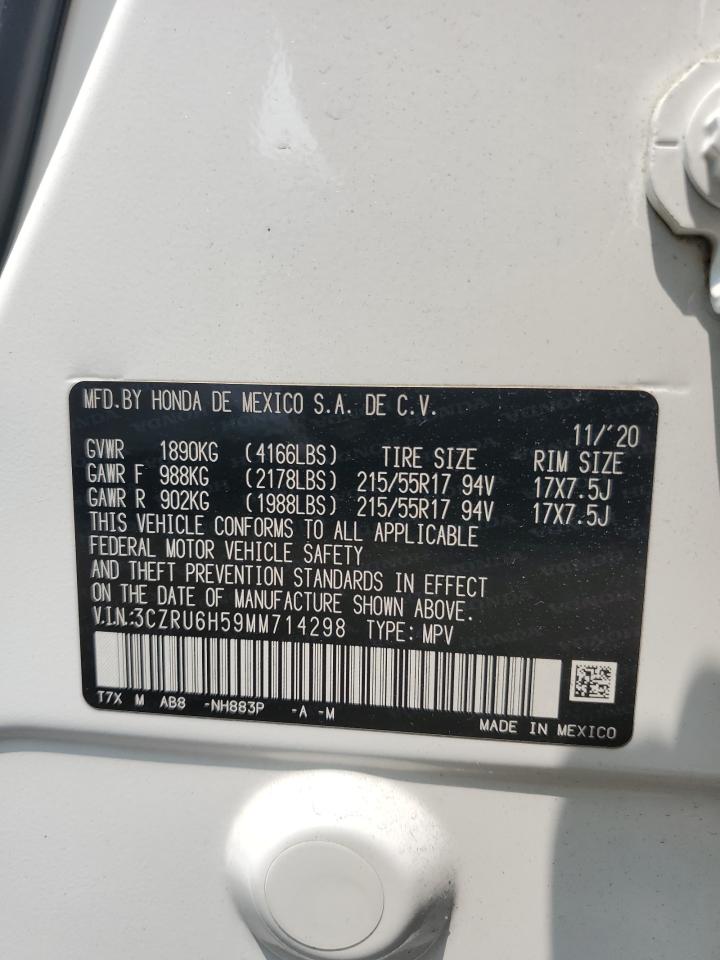 MFD.BY HONDA DE MEXICO S.A. DE C.V.
11/'20
GVWR 1890KG (4166LBS) TIRE SIZE RIM SIZE
GAWR F 988KG (2178LBS) 215/55R17 94V 17X7.5J
GAWR R 902KG (1988LBS) 215/55R17 94V 17X7.5J
THIS VEHICLE CONFORMS TO ALL APPLICABLE
FEDERAL MOTOR VEHICLE SAFETY
AND THEFT PREVENTION STANDARDS IN EFFECT
ON THE DATE OF MANUFACTURE SHOWN ABOVE.
V.I.N.:3CZRU6H59MM714298 TYPE: MPV
T7X M AB8 -NH883P -A -M
MADE IN MEXICO